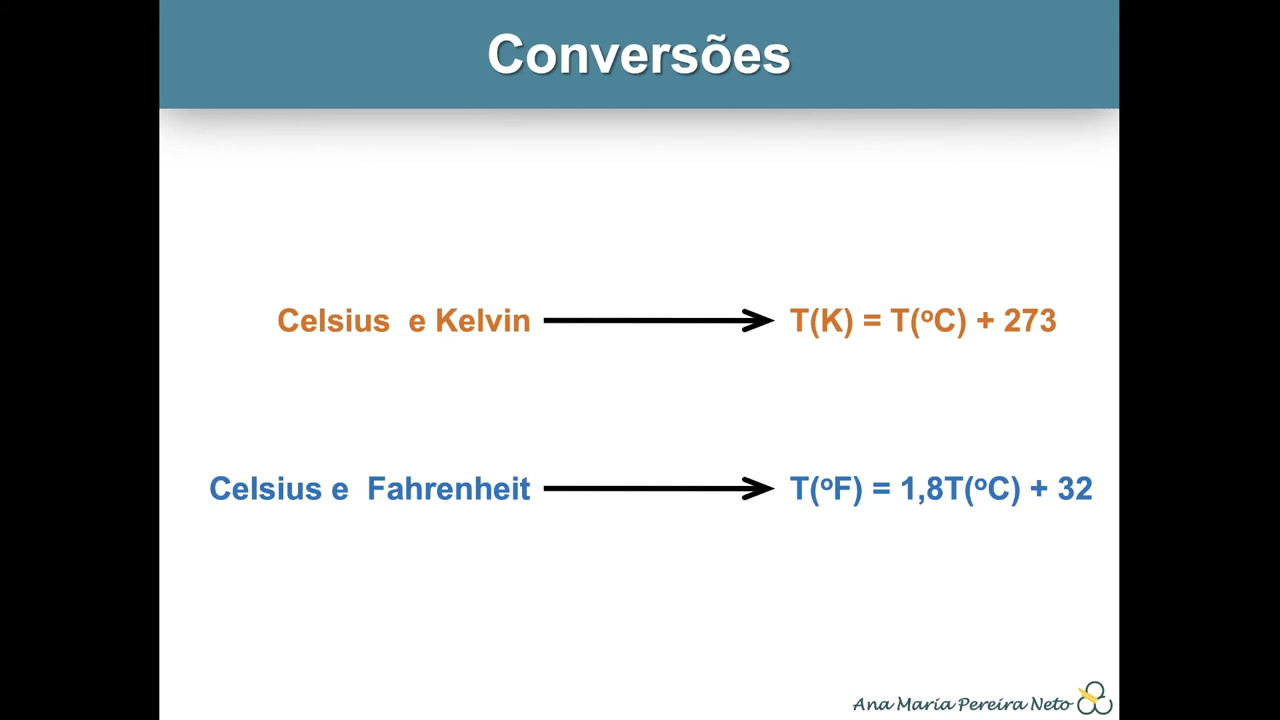 Conversões
Celsius e Kelvin T(K) = T(ºC) + 273
Celsius e Fahrenheit T(ºF) = 1,8T(ºC) + 32
Ana Maria Pereira Neto